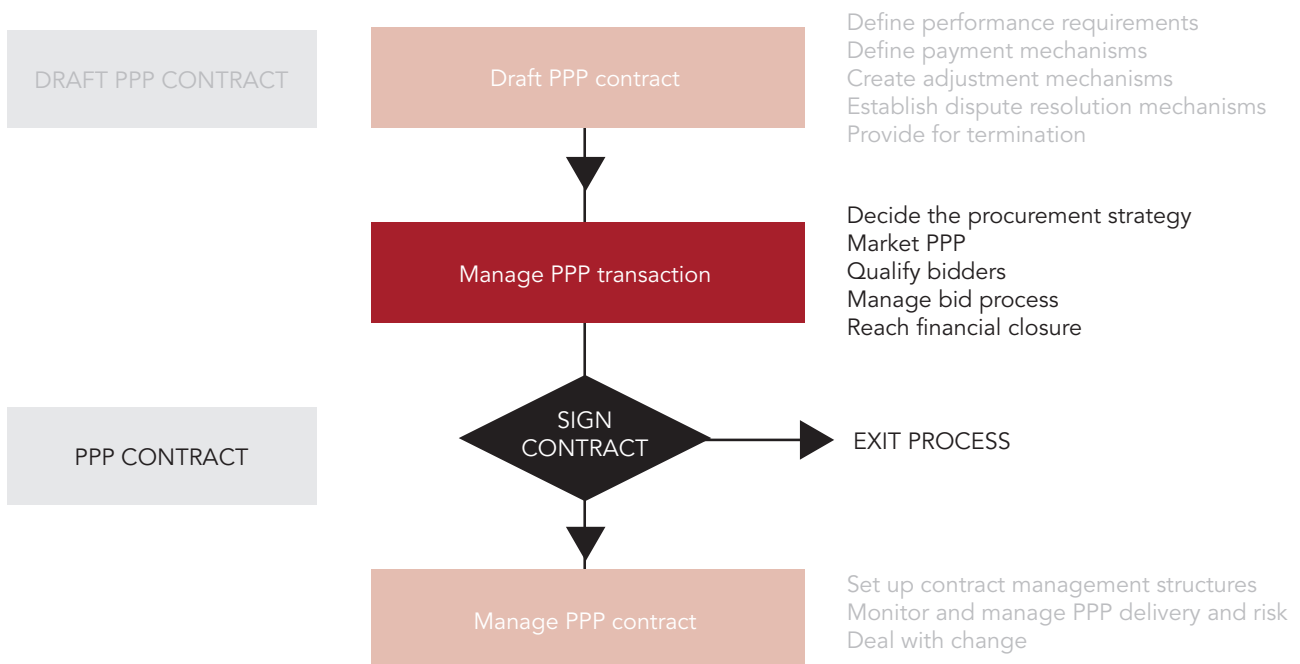 DRAFT PPP CONTRACT
Draft PPP contract
Define performance requirements
Define payment mechanisms
Create adjustment mechanisms
Establish dispute resolution mechanisms
Provide for termination
Manage PPP transaction
Decide the procurement strategy
Market PPP
Qualify bidders
Manage bid process
Reach financial closure
PPP CONTRACT
SIGN
CONTRACT
EXIT PROCESS
Manage PPP contract
Set up contract management structures
Monitor and manage PPP delivery and risk
Deal with change